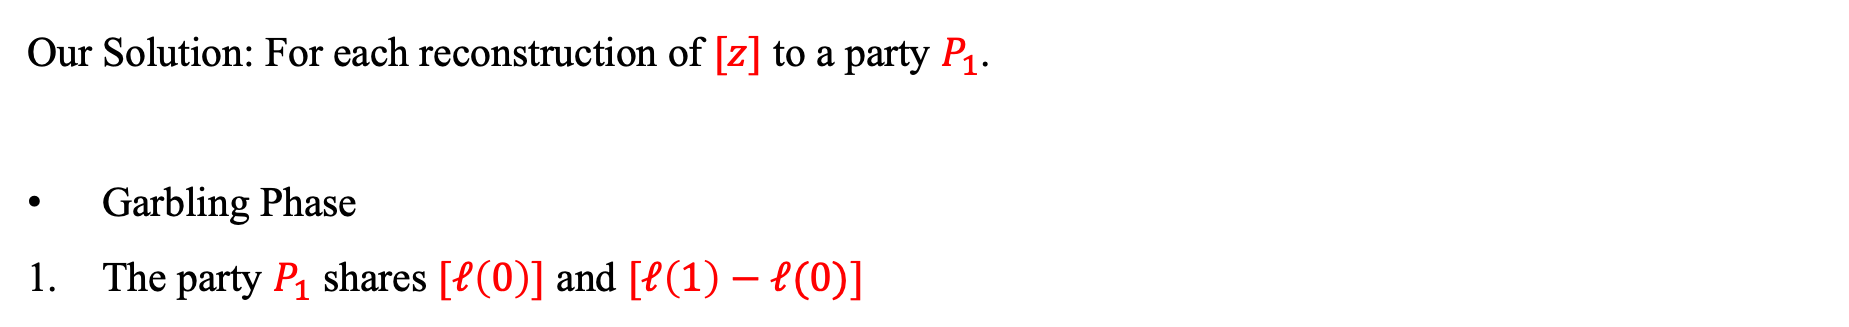 Our Solution: For each reconstruction of [z] to a party P₁.
• Garbling Phase
1. The party P₁ shares [ℓ(0)] and [ℓ(1) − ℓ(0)]